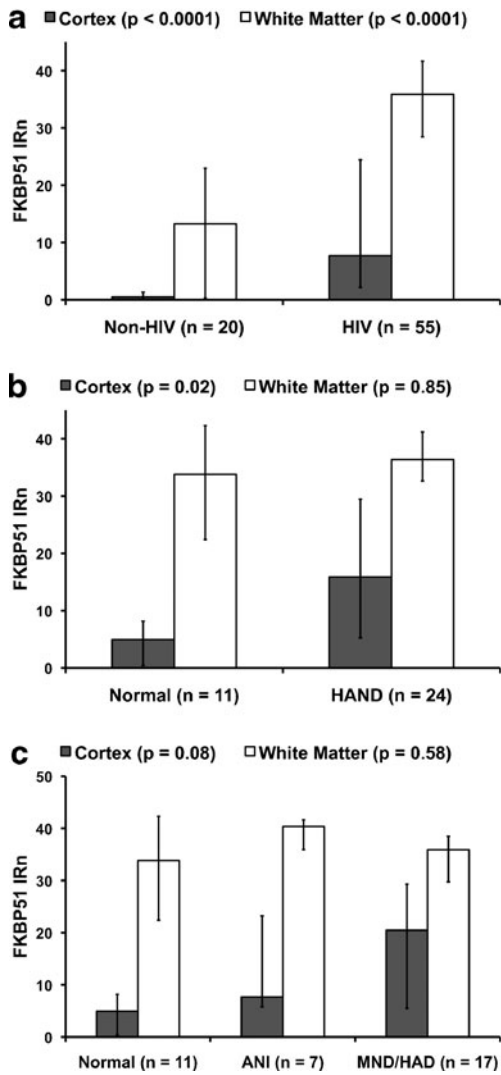 a
Cortex (p < 0.0001) White Matter (p < 0.0001)
40
30
20
10
0
FKBP51 IRn
Non-HIV (n = 20) HIV (n = 55)
b
Cortex (p = 0.02) White Matter (p = 0.85)
40
30
20
10
0
FKBP51 IRn
Normal (n = 11) HAND (n = 24)
c
Cortex (p = 0.08) White Matter (p = 0.58)
50
40
30
20
10
0
FKBP51 IRn
Normal (n = 11) ANI (n = 7) MND/HAD (n = 17)